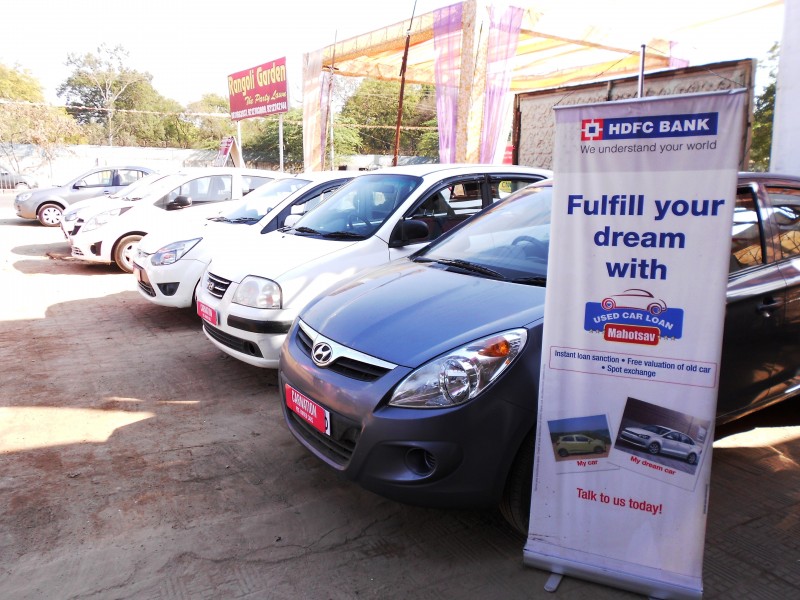 Rangoli Garden
The Party Lawn
HDFC BANK
We understand your world
Fulfill your
dream
with
USED CAR LOAN
Mahotsav
Instant loan sanction • Free valuation of old car
• Spot exchange
My car
My dream car
Talk to us today!
CARNATION